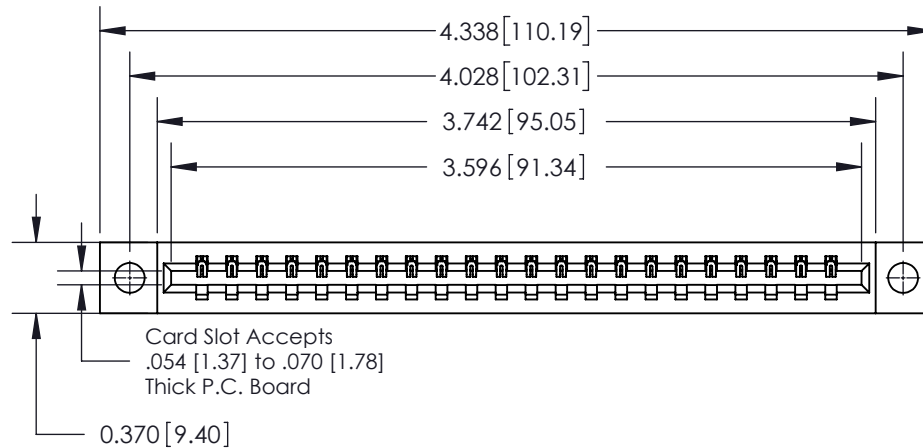 4.338 [110.19]
4.028 [102.31]
3.742 [95.05]
3.596 [91.34]
Card Slot Accepts
.054 [1.37] to .070 [1.78]
Thick P.C. Board
0.370 [9.40]